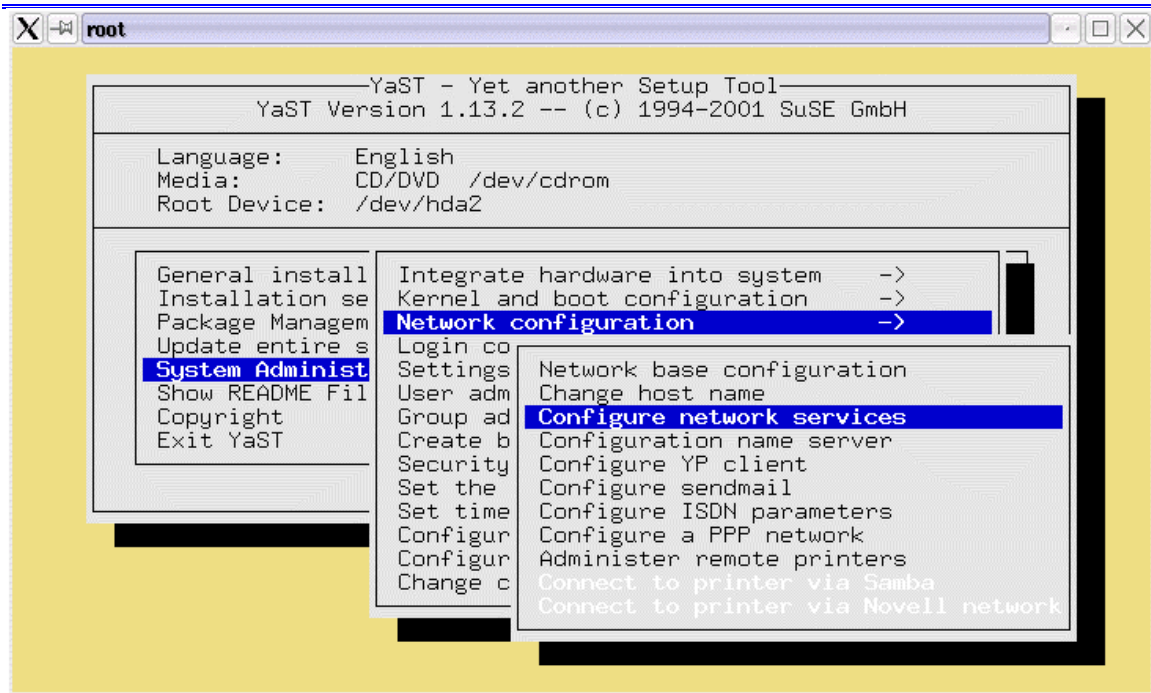 root
YaST - Yet another Setup Tool
YaST Version 1.13.2 -- (c) 1994-2001 SuSE GmbH
Language: English
Media: CD/DVD /dev/cdrom
Root Device: /dev/hda2
General install
Installation se
Package Managem
Update entire s
System Administ
Show README Fil
Copyright
Exit YaST
Integrate hardware into system ->
Kernel and boot configuration ->
Network configuration ->
Login co
Settings
User adm
Group ad
Create b
Security
Set the
Set time
Configur
Configur
Change c
Network base configuration
Change host name
Configure network services
Configuration name server
Configure YP client
Configure sendmail
Configure ISDN parameters
Configure a PPP network
Administer remote printers
Connect to printer via Samba
Connect to printer via Novell network